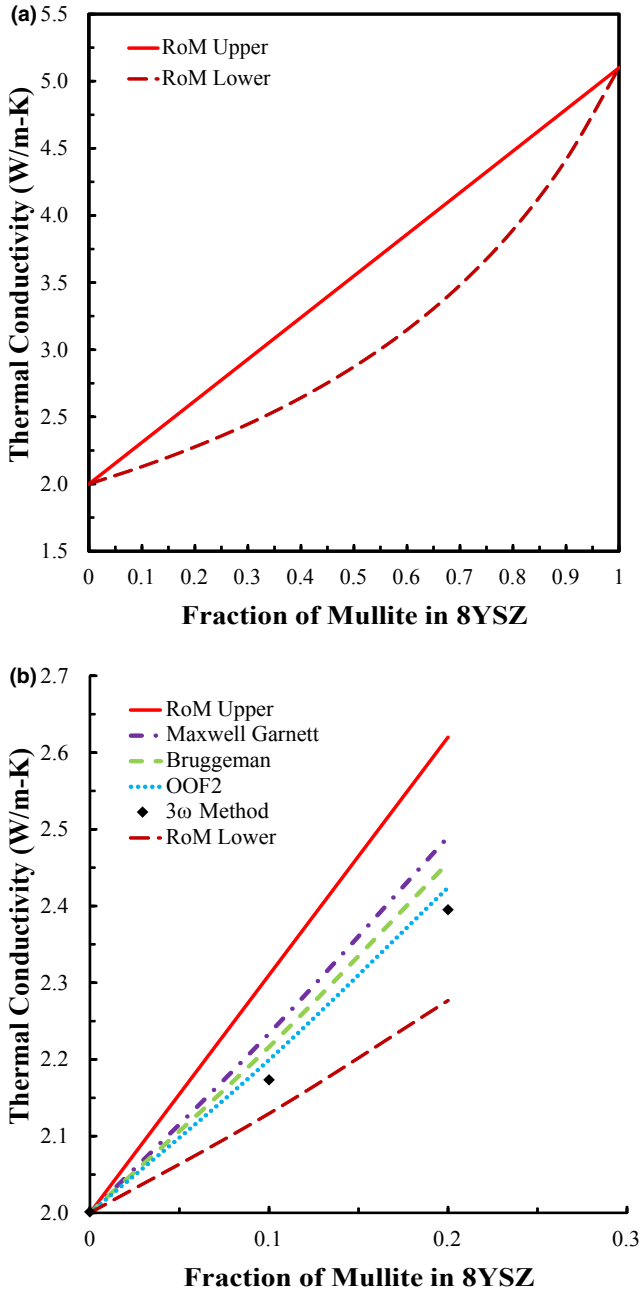 (a)
5.5
5.0
4.5
4.0
3.5
3.0
2.5
2.0
1.5
Thermal Conductivity (W/m-K)
RoM Upper
RoM Lower
0 0.1 0.2 0.3 0.4 0.5 0.6 0.7 0.8 0.9 1
Fraction of Mullite in 8YSZ
(b)
2.7
2.6
2.5
2.4
2.3
2.2
2.1
2.0
Thermal Conductivity (W/m-K)
RoM Upper
Maxwell Garnett
Bruggeman
OOF2
3ω Method
RoM Lower
0 0.1 0.2 0.3
Fraction of Mullite in 8YSZ